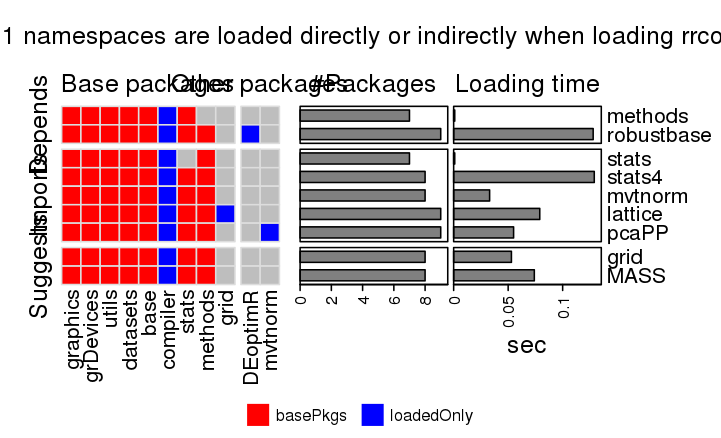 1 namespaces are loaded directly or indirectly when loading rrco
Base packages Other packages #Packages Loading time
Depends
Imports
Suggests
methods
robustbase
stats
stats4
mvtnorm
lattice
pcaPP
grid
MASS
graphics
grDevices
utils
datasets
base
compiler
stats
methods
grid
DEoptimR
mvtnorm
0 2 4 6 8
0 0.05 0.1
sec
basePkgs loadedOnly